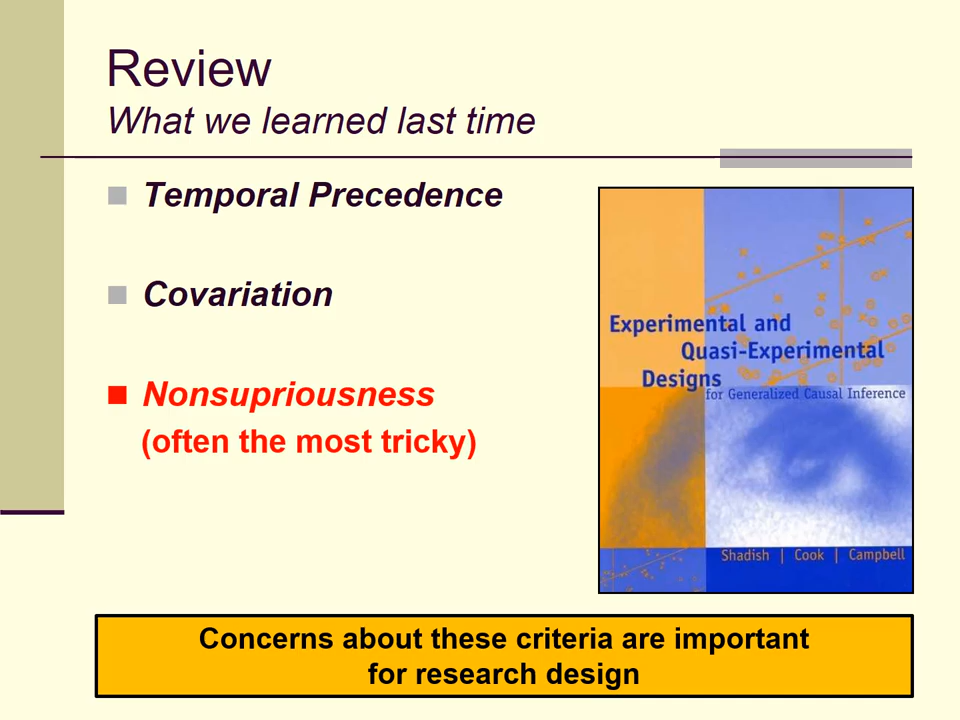 Review
What we learned last time
Temporal Precedence
Covariation
Nonsupriousness
(often the most tricky)
Experimental and
Quasi-Experimental
Designs
for Generalized Causal Inference
Shadish | Cook | Campbell
Concerns about these criteria are important
for research design